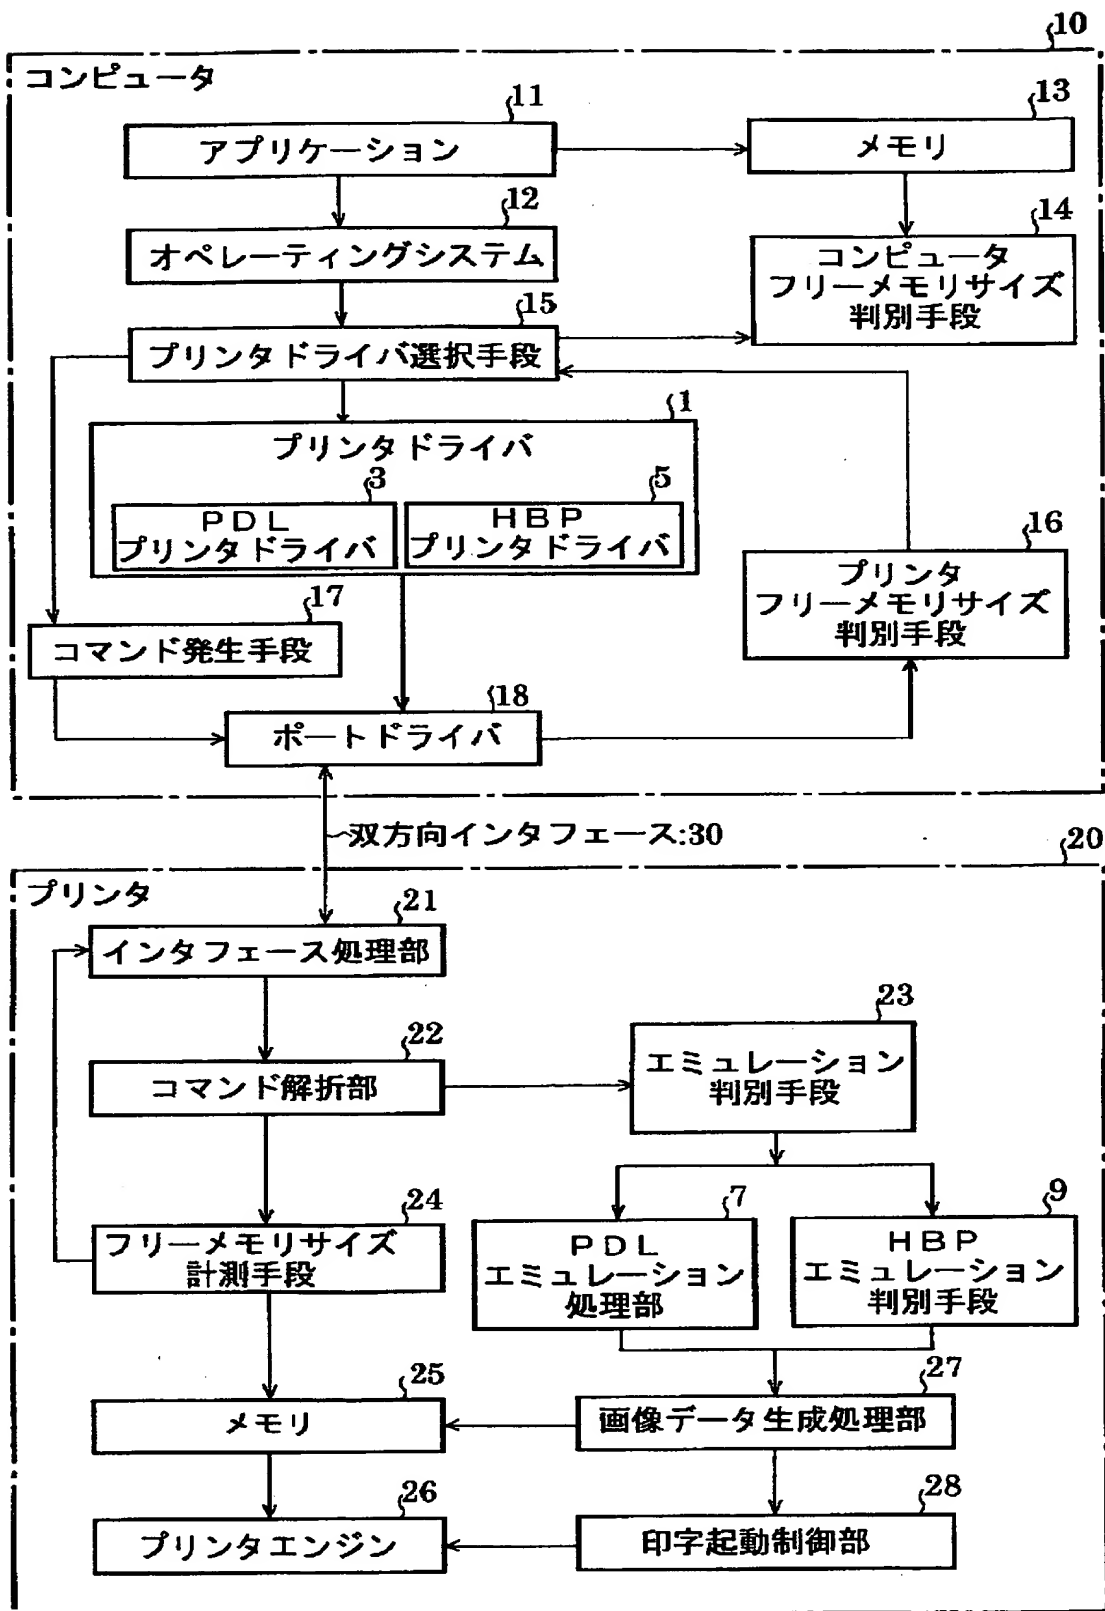 10
コンピュータ
11
アプリケーション
13
メモリ
12
オペレーティングシステム
14
コンピュータ
フリーメモリサイズ
判別手段
15
プリンタドライバ選択手段
1
プリンタドライバ
3
PDL
プリンタドライバ
5
HBP
プリンタドライバ
16
プリンタ
フリーメモリサイズ
判別手段
17
コマンド発生手段
18
ポートドライバ
双方向インタフェース:30
20
プリンタ
21
インタフェース処理部
22
コマンド解折部
23
エミュレーション
判別手段
24
フリーメモリサイズ
計測手段
7
PDL
エミュレーション
処理部
9
HBP
エミュレーション
判別手段
25
メモリ
27
画像データ生成処理部
26
プリンタエンジン
28
印字起動制御部